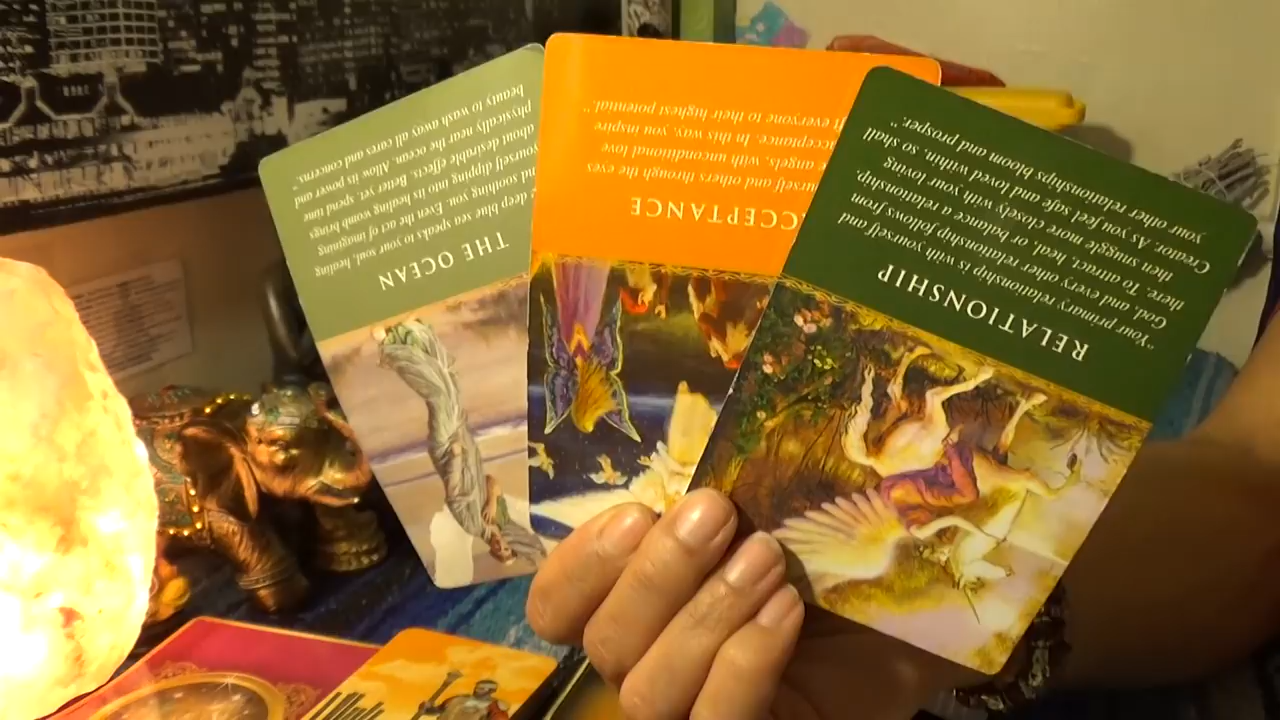 THE OCEAN
deep blue sea speaks to your soul, healing
soothing you. Even the act of imagining
yourself dipping into its healing womb brings
about desirable effects. Better yet, spend time
physically near the ocean. Allow its power and
beauty to wash away all cares and concerns."
CCEPTANCE
urself and others through the eyes
angels, with unconditional love
acceptance. In this way, you inspire
ft everyone to their highest potential."
RELATIONSHIP
"Your primary relationship is with yourself and
God, and every other relationship follows from
there. To attract, heal, or balance a relationship,
then snuggle more closely with your loving
Creator. As you feel safe and loved within, so shall
your other relationships bloom and prosper."